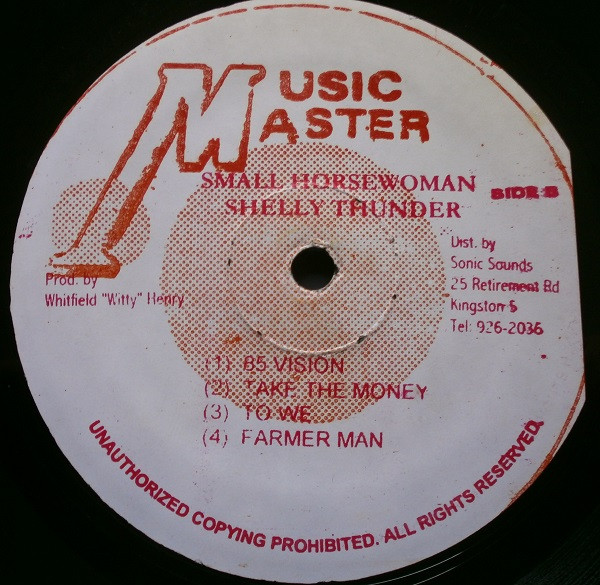 MUSIC
MASTER
SMALL HORSEWOMAN
SHELLY THUNDER
SIDE B
Prod. by
Whitfield "Witty" Henry
Dist. by
Sonic Sounds
25 Retirement Rd
Kingston 5
Tel: 926-2036
(1) 85 VISION
(2) TAKE THE MONEY
(3) TO WE
(4) FARMER MAN
UNAUTHORIZED COPYING PROHIBITED. ALL RIGHTS RESERVED.